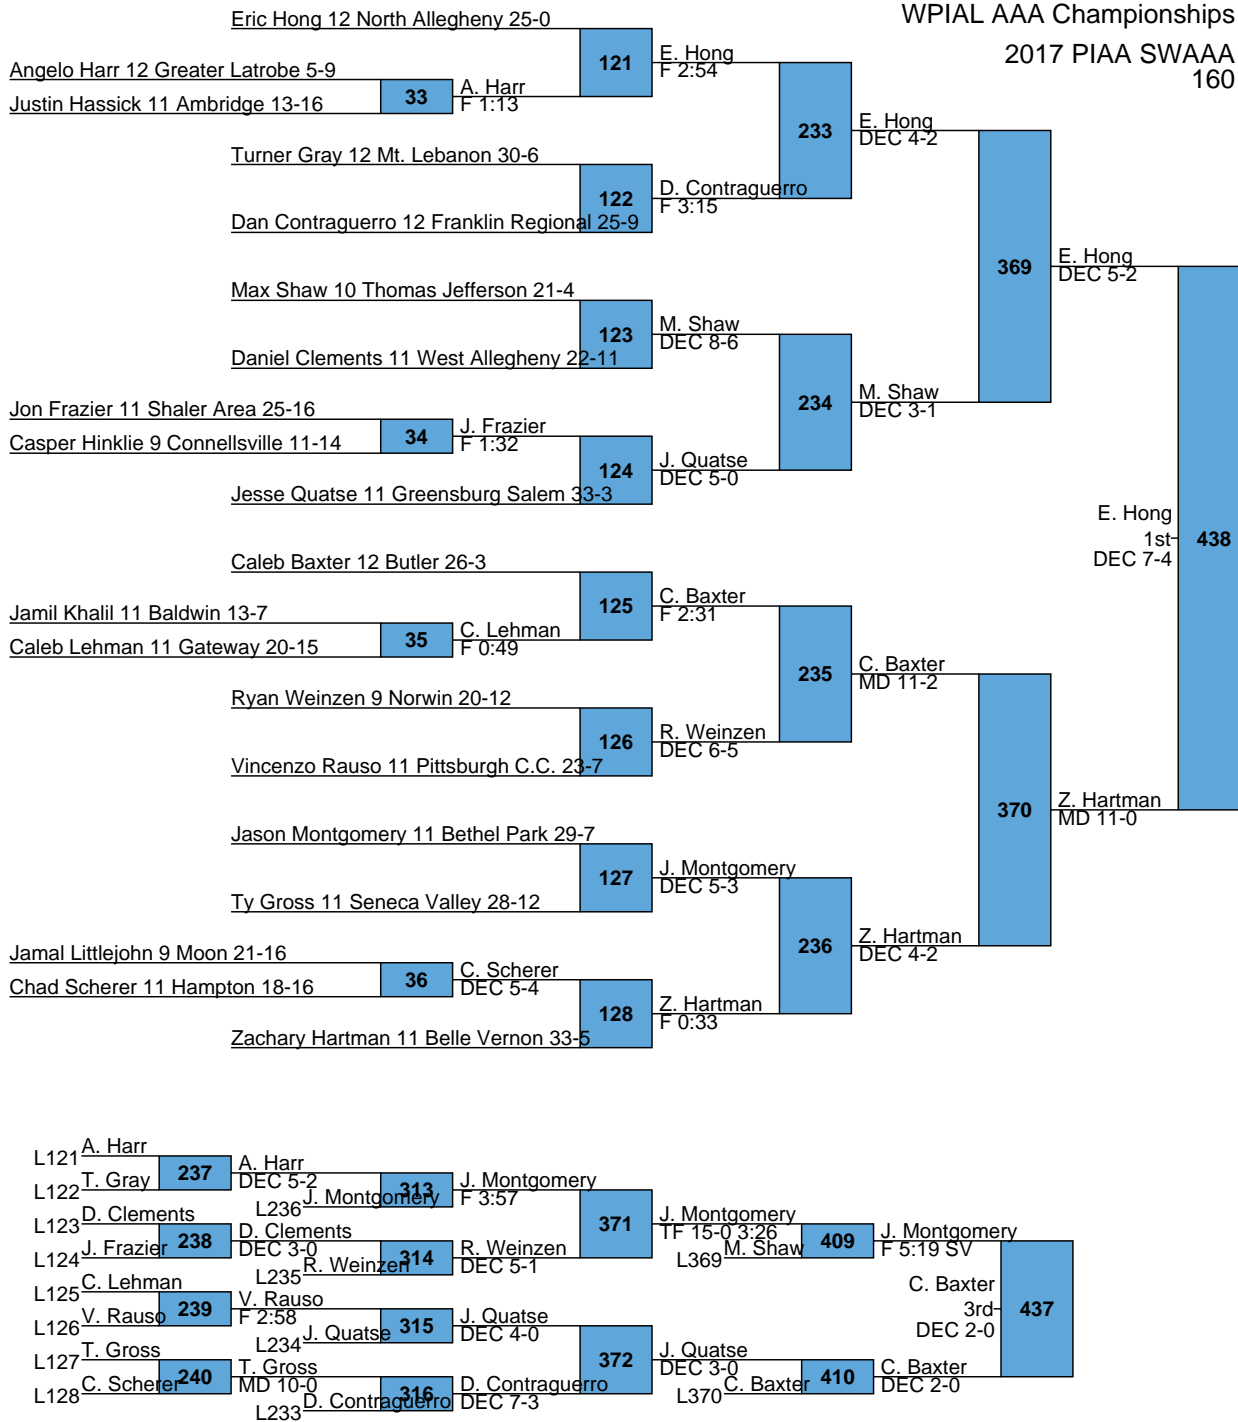 WPIAL AAA Championships
2017 PIAA SWAAA
160
Eric Hong 12 North Allegheny 25-0
121
E. Hong
F 2:54
Angelo Harr 12 Greater Latrobe 5-9
33
A. Harr
F 1:13
Justin Hassick 11 Ambridge 13-16
233
E. Hong
DEC 4-2
Turner Gray 12 Mt. Lebanon 30-6
122
D. Contraguerro
F 3:15
Dan Contraguerro 12 Franklin Regional 25-9
369
E. Hong
DEC 5-2
Max Shaw 10 Thomas Jefferson 21-4
123
M. Shaw
DEC 8-6
Daniel Clements 11 West Allegheny 22-11
234
M. Shaw
DEC 3-1
Jon Frazier 11 Shaler Area 25-16
34
J. Frazier
F 1:32
Casper Hinklie 9 Connellsville 11-14
124
J. Quatse
DEC 5-0
Jesse Quatse 11 Greensburg Salem 33-3
E. Hong
1st
DEC 7-4
438
Caleb Baxter 12 Butler 26-3
125
C. Baxter
F 2:31
Jamil Khalil 11 Baldwin 13-7
35
C. Lehman
F 0:49
Caleb Lehman 11 Gateway 20-15
235
C. Baxter
MD 11-2
Ryan Weinzen 9 Norwin 20-12
126
R. Weinzen
DEC 6-5
Vincenzo Rauso 11 Pittsburgh C.C. 23-7
370
Z. Hartman
MD 11-0
Jason Montgomery 11 Bethel Park 29-7
127
J. Montgomery
DEC 5-3
Ty Gross 11 Seneca Valley 28-12
236
Z. Hartman
DEC 4-2
Jamal Littlejohn 9 Moon 21-16
36
C. Scherer
DEC 5-4
Chad Scherer 11 Hampton 18-16
128
Z. Hartman
F 0:33
Zachary Hartman 11 Belle Vernon 33-5
L121 A. Harr
237
A. Harr
DEC 5-2
L122 T. Gray
L236 J. Montgomery
313
J. Montgomery
F 3:57
L123 D. Clements
238
D. Clements
DEC 3-0
L124 J. Frazier
L235 R. Weinzen
314
R. Weinzen
DEC 5-1
371
J. Montgomery
TF 15-0 3:26
L369 M. Shaw
409
J. Montgomery
F 5:19 SV
L125 C. Lehman
239
V. Rauso
F 2:58
L126 V. Rauso
L234 J. Quatse
315
J. Quatse
DEC 4-0
C. Baxter
3rd
DEC 2-0
437
L127 T. Gross
240
T. Gross
MD 10-0
L128 C. Scherer
L233 D. Contraguerro
316
D. Contraguerro
DEC 7-3
372
J. Quatse
DEC 3-0
L370 C. Baxter
410
C. Baxter
DEC 2-0